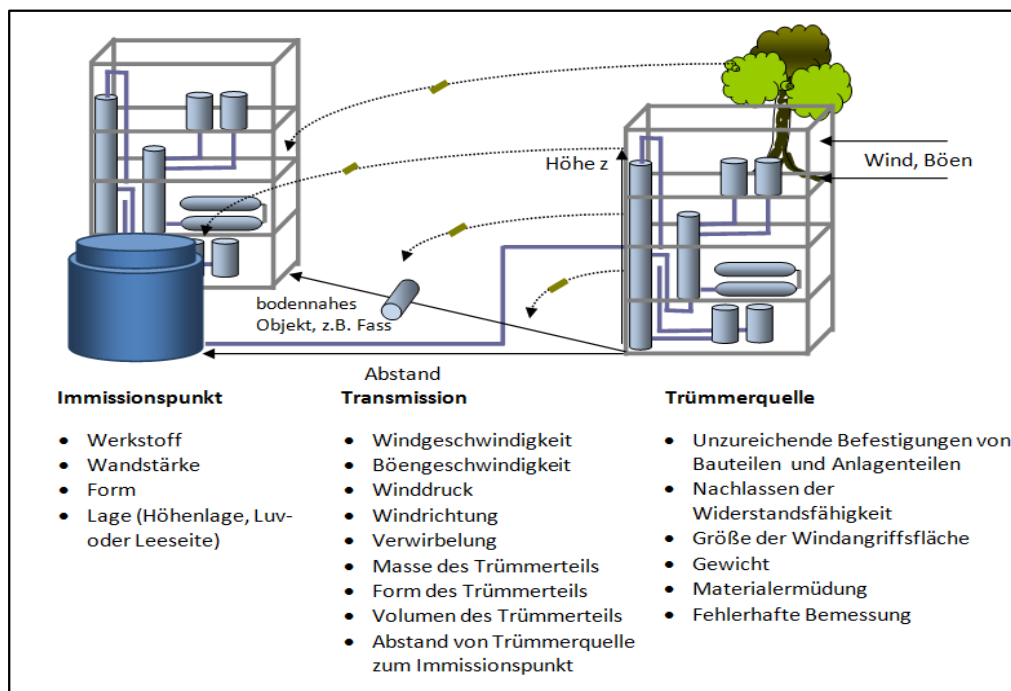 Höhe z
Wind, Böen
bodennahes
Objekt, z.B. Fass
Abstand
Immissionspunkt
• Werkstoff
• Wandstärke
• Form
• Lage (Höhenlage, Luv-
oder Leeseite)
Transmission
• Windgeschwindigkeit
• Böengeschwindigkeit
• Winddruck
• Windrichtung
• Verwirbelung
• Masse des Trümmerteils
• Form des Trümmerteils
• Volumen des Trümmerteils
• Abstand von Trümmerquelle
zum Immissionspunkt
Trümmerquelle
• Unzureichende Befestigungen von
Bauteilen und Anlagenteilen
• Nachlassen der
Widerstandsfähigkeit
• Größe der Windangriffsfläche
• Gewicht
• Materialermüdung
• Fehlerhafte Bemessung